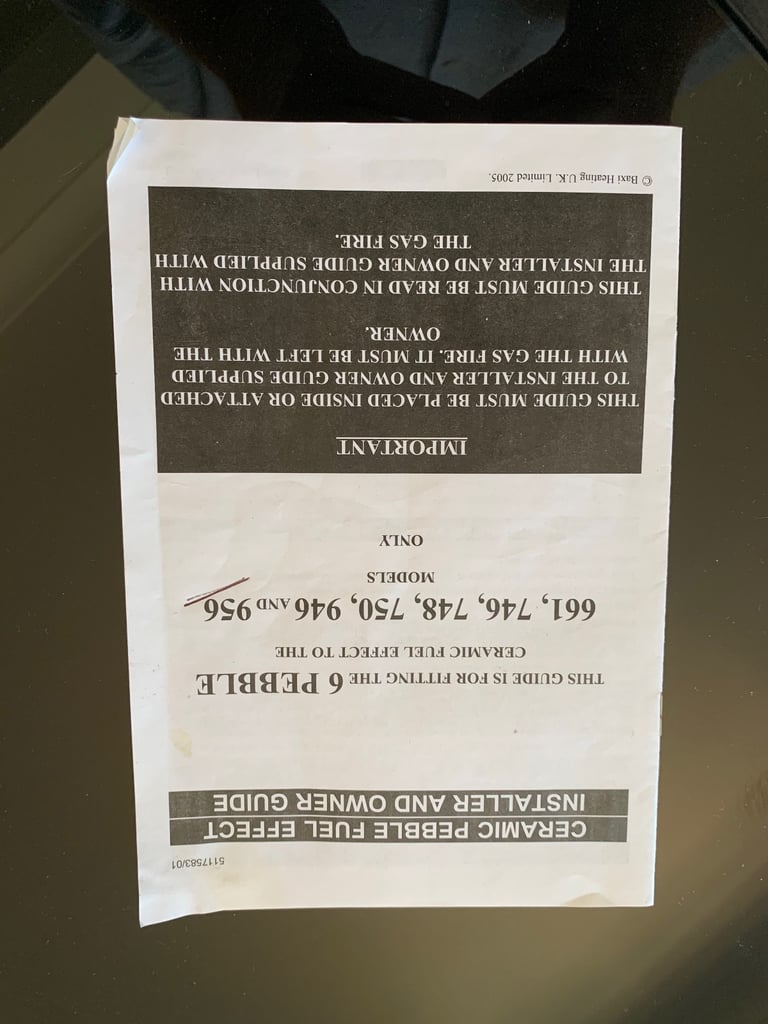 5117583/01
CERAMIC PEBBLE FUEL EFFECT
INSTALLER AND OWNER GUIDE
THIS GUIDE IS FOR FITTING THE 6 PEBBLE
CERAMIC FUEL EFFECT TO THE
661, 746, 748, 750, 946 AND 956
MODELS
ONLY
IMPORTANT
THIS GUIDE MUST BE PLACED INSIDE OR ATTACHED
TO THE INSTALLER AND OWNER GUIDE SUPPLIED
WITH THE GAS FIRE. IT MUST BE LEFT WITH THE
OWNER.
THIS GUIDE MUST BE READ IN CONJUNCTION WITH
THE INSTALLER AND OWNER GUIDE SUPPLIED WITH
THE GAS FIRE.
© Baxi Heating U.K. Limited 2005.